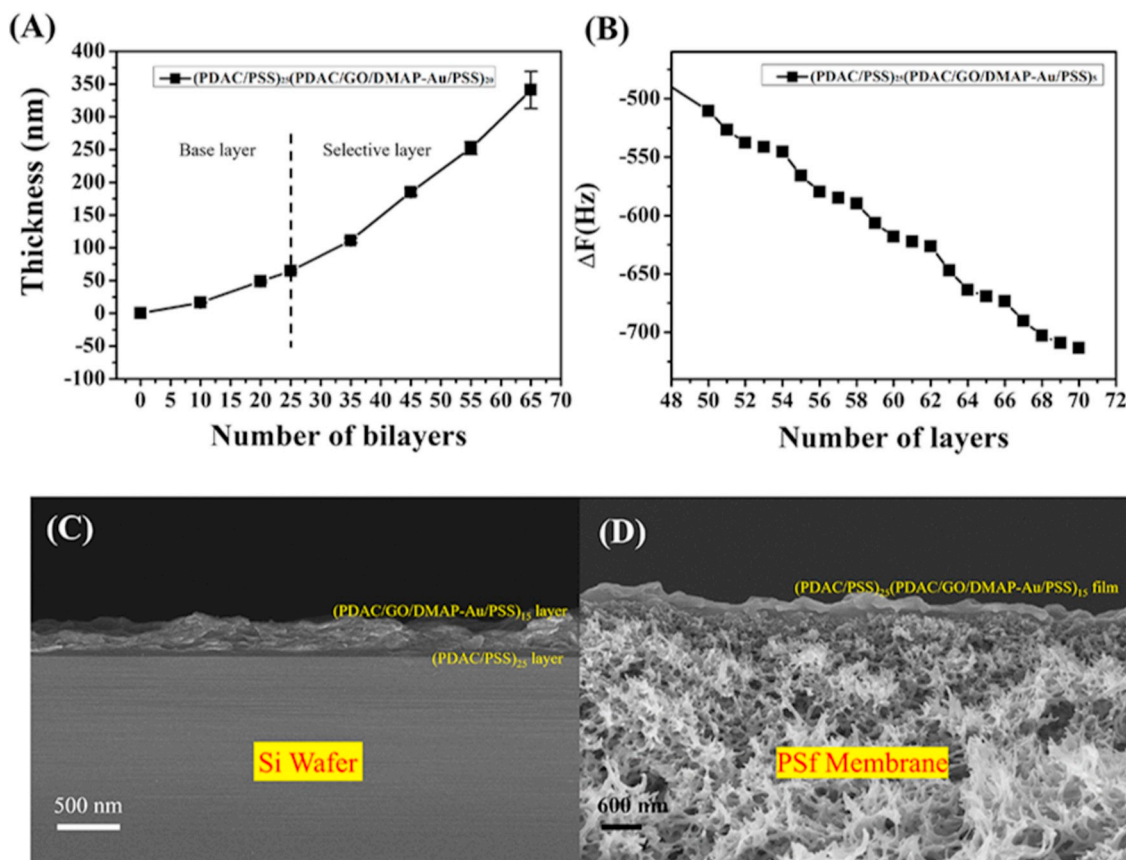 (A)
(B)
400
350
300
250
200
150
100
50
0
-50
-100
Thickness (nm)
(PDAC/PSS)₂₅(PDAC/GO/DMAP-Au/PSS)₂₀
Base layer
Selective layer
0 5 10 15 20 25 30 35 40 45 50 55 60 65 70
Number of bilayers
-500
-550
-600
-650
-700
ΔF(Hz)
(PDAC/PSS)₂₅(PDAC/GO/DMAP-Au/PSS)₅
48 50 52 54 56 58 60 62 64 66 68 70 72
Number of layers
(C)
(PDAC/GO/DMAP-Au/PSS)₁₅ layer
(PDAC/PSS)₂₅ layer
Si Wafer
500 nm
(D)
(PDAC/PSS)₂₅(PDAC/GO/DMAP-Au/PSS)₁₅ film
PSf Membrane
600 nm